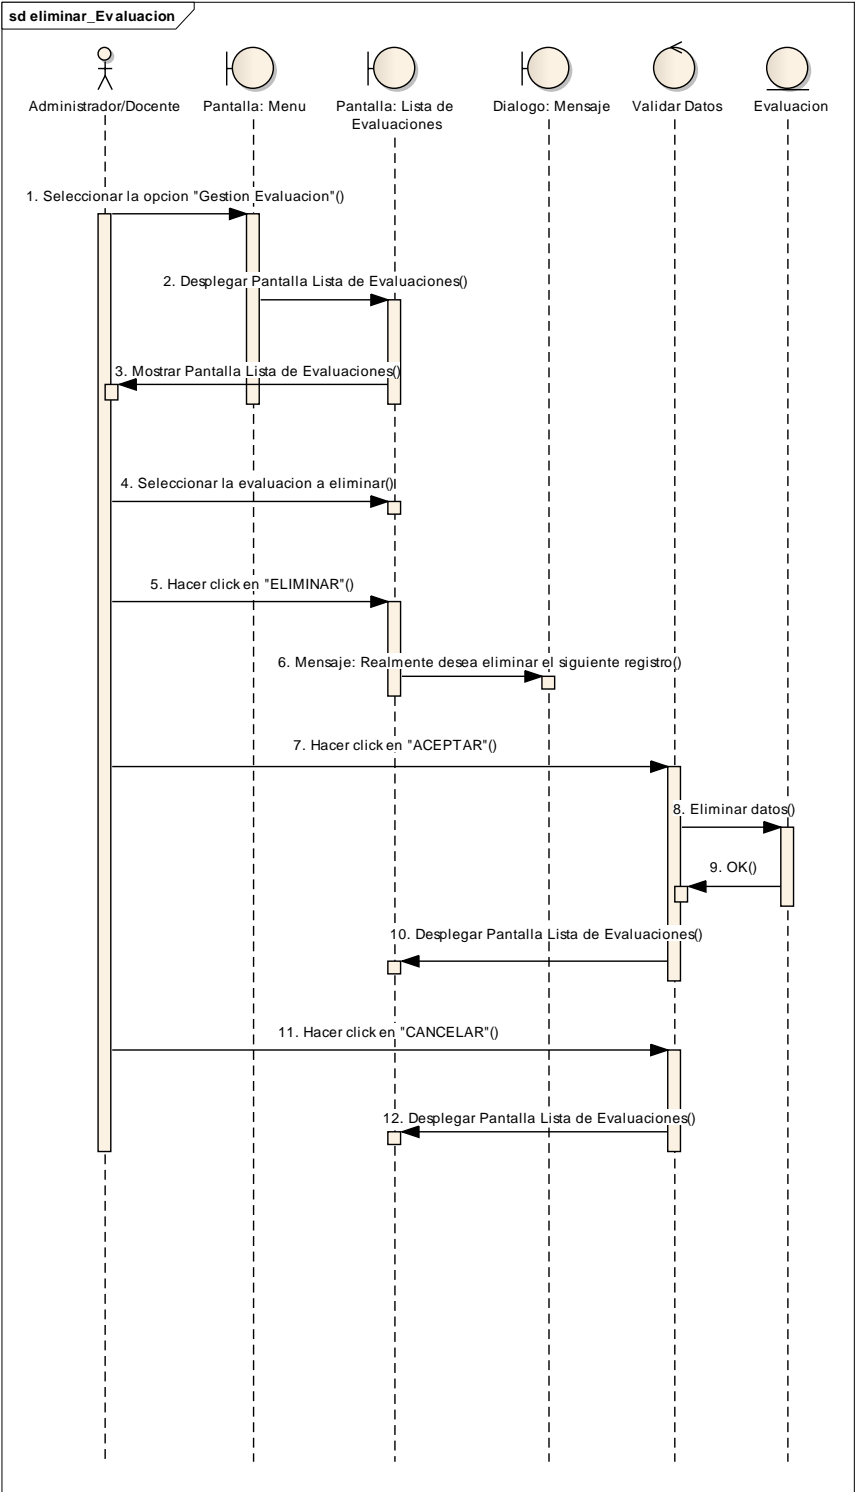 sd eliminar_Evaluacion
Administrador/Docente
Pantalla: Menu
Pantalla: Lista de
Evaluaciones
Dialogo: Mensaje
Validar Datos
Evaluacion
1. Seleccionar la opcion "Gestion Evaluacion"()
2. Desplegar Pantalla Lista de Evaluaciones()
3. Mostrar Pantalla Lista de Evaluaciones()
4. Seleccionar la evaluacion a eliminar()
5. Hacer click en "ELIMINAR"()
6. Mensaje: Realmente desea eliminar el siguiente registro()
7. Hacer click en "ACEPTAR"()
8. Eliminar datos()
9. OK()
10. Desplegar Pantalla Lista de Evaluaciones()
11. Hacer click en "CANCELAR"()
12. Desplegar Pantalla Lista de Evaluaciones()